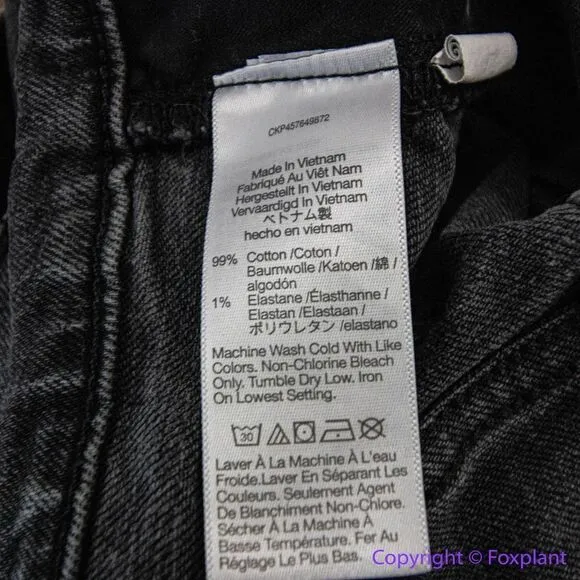 CKP457649872
Made In Vietnam
Fabriqué Au Viêt Nam
Hergestellt In Vietnam
Vervaardigd In Vietnam
ベトナム製
hecho en vietnam
99% Cotton /Coton /
Baumwolle /Katoen /綿 /
algodón
1% Elastane /Élasthanne /
Elastan /Elastaan /
ポリウレタン /elastano
Machine Wash Cold With Like
Colors. Non-Chlorine Bleach
Only. Tumble Dry Low. Iron
On Lowest Setting.
30
Laver À La Machine À L'eau
Froide.Laver En Séparant Les
Couleurs. Seulement Agent
De Blanchiment Non-Chlore.
Sécher À La Machine À
Basse Température. Fer Au
Réglage Le Plus Bas.
Copyright © Foxplant